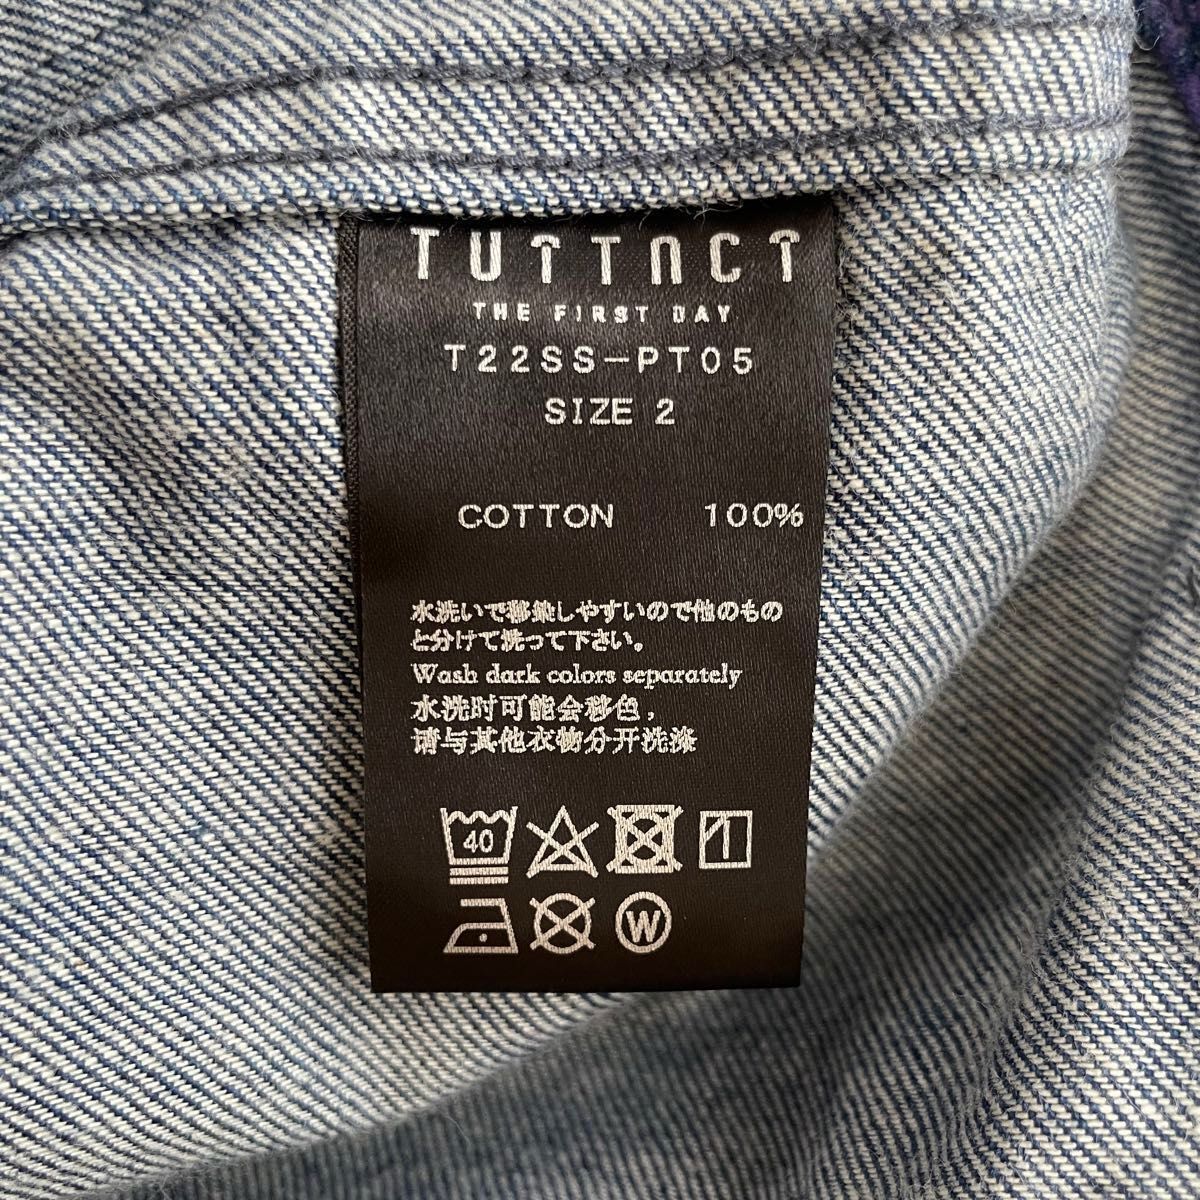 TUTTNCT
THE FIRST DAY
T22SS-PT05
SIZE 2
COTTON 100%
水洗いで移染しやすいので他のもの
と分けて洗って下さい。
Wash dark colors separately
水洗时可能会移色，
请与其他衣物分开洗涤
40
W